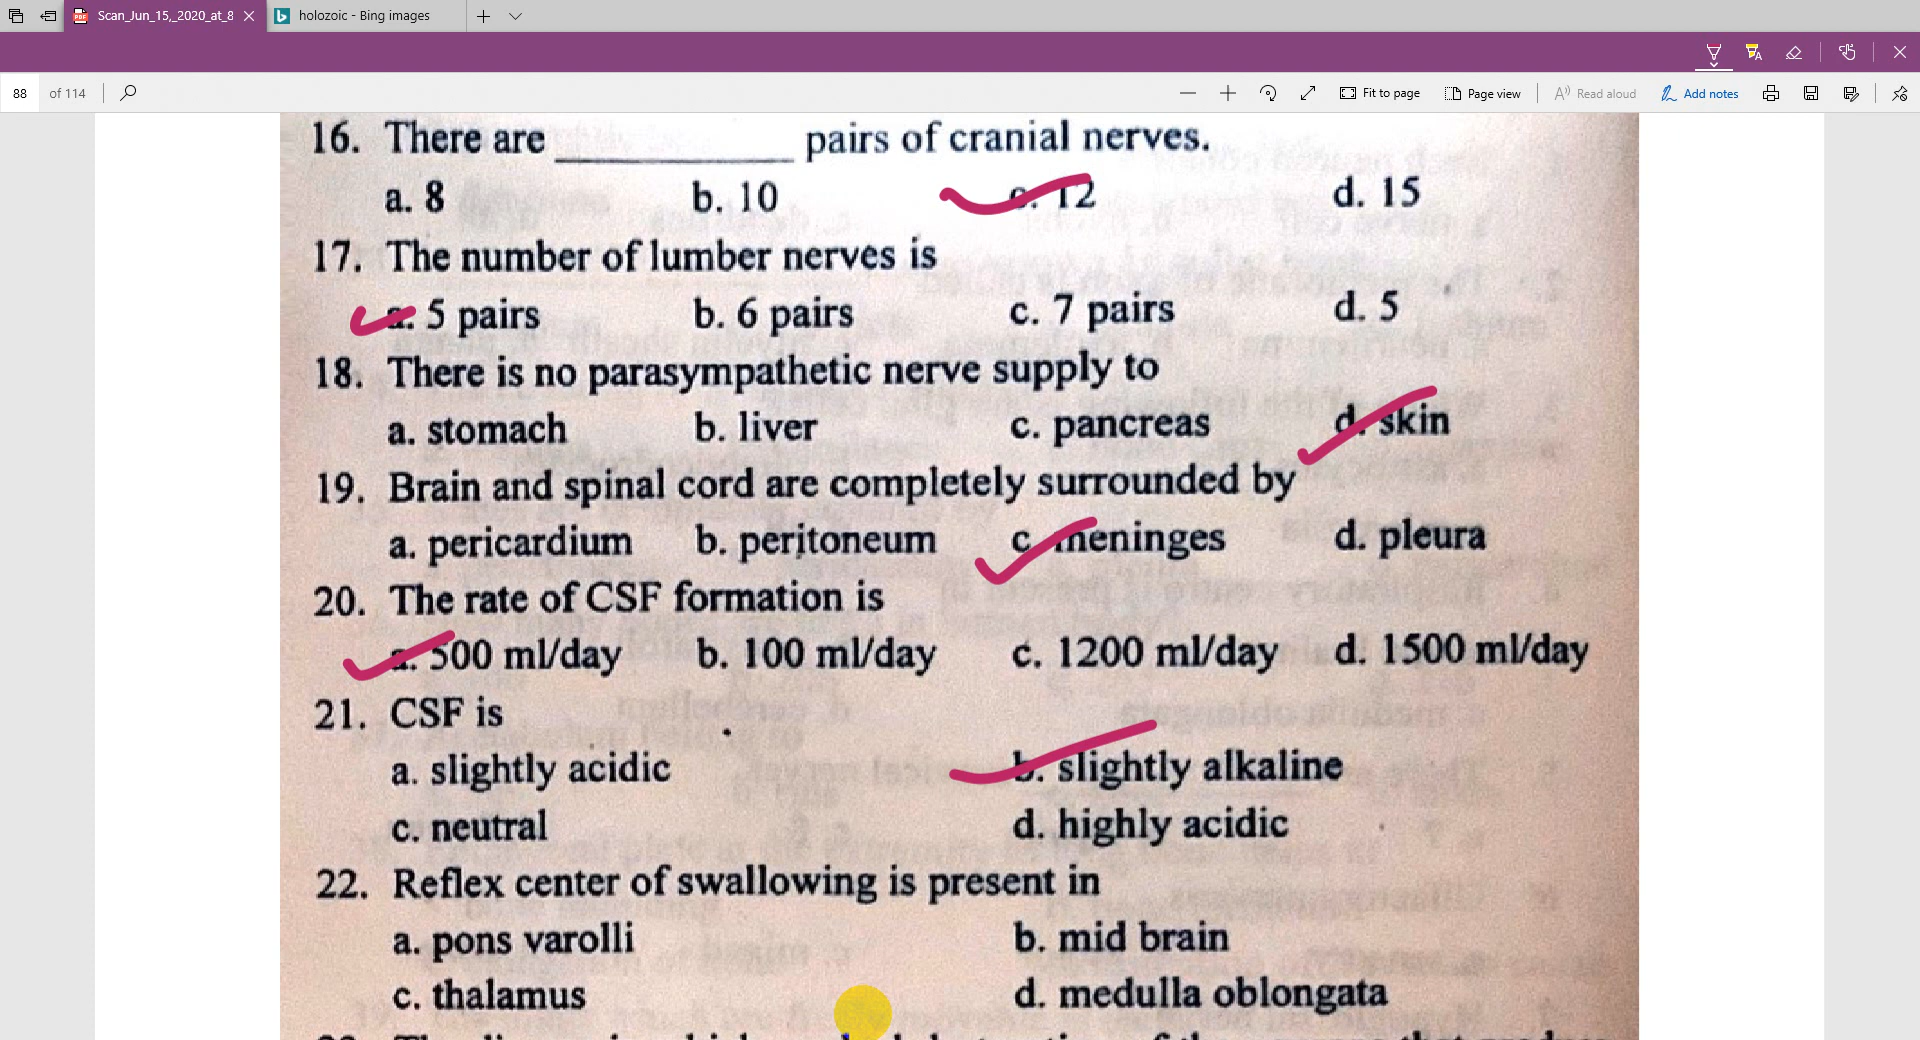 Scan_Jun_15,_2020_at_8
holozoic - Bing images
88 of 114
Fit to page
Page view
Read aloud
Add notes
16. There are ____________ pairs of cranial nerves.
a. 8 b. 10 c. 12 d. 15
17. The number of lumber nerves is
a. 5 pairs b. 6 pairs c. 7 pairs d. 5
18. There is no parasympathetic nerve supply to
a. stomach b. liver c. pancreas d. skin
19. Brain and spinal cord are completely surrounded by
a. pericardium b. peritoneum c. meninges d. pleura
20. The rate of CSF formation is
a. 500 ml/day b. 100 ml/day c. 1200 ml/day d. 1500 ml/day
21. CSF is
a. slightly acidic b. slightly alkaline
c. neutral d. highly acidic
22. Reflex center of swallowing is present in
a. pons varolli b. mid brain
c. thalamus d. medulla oblongata